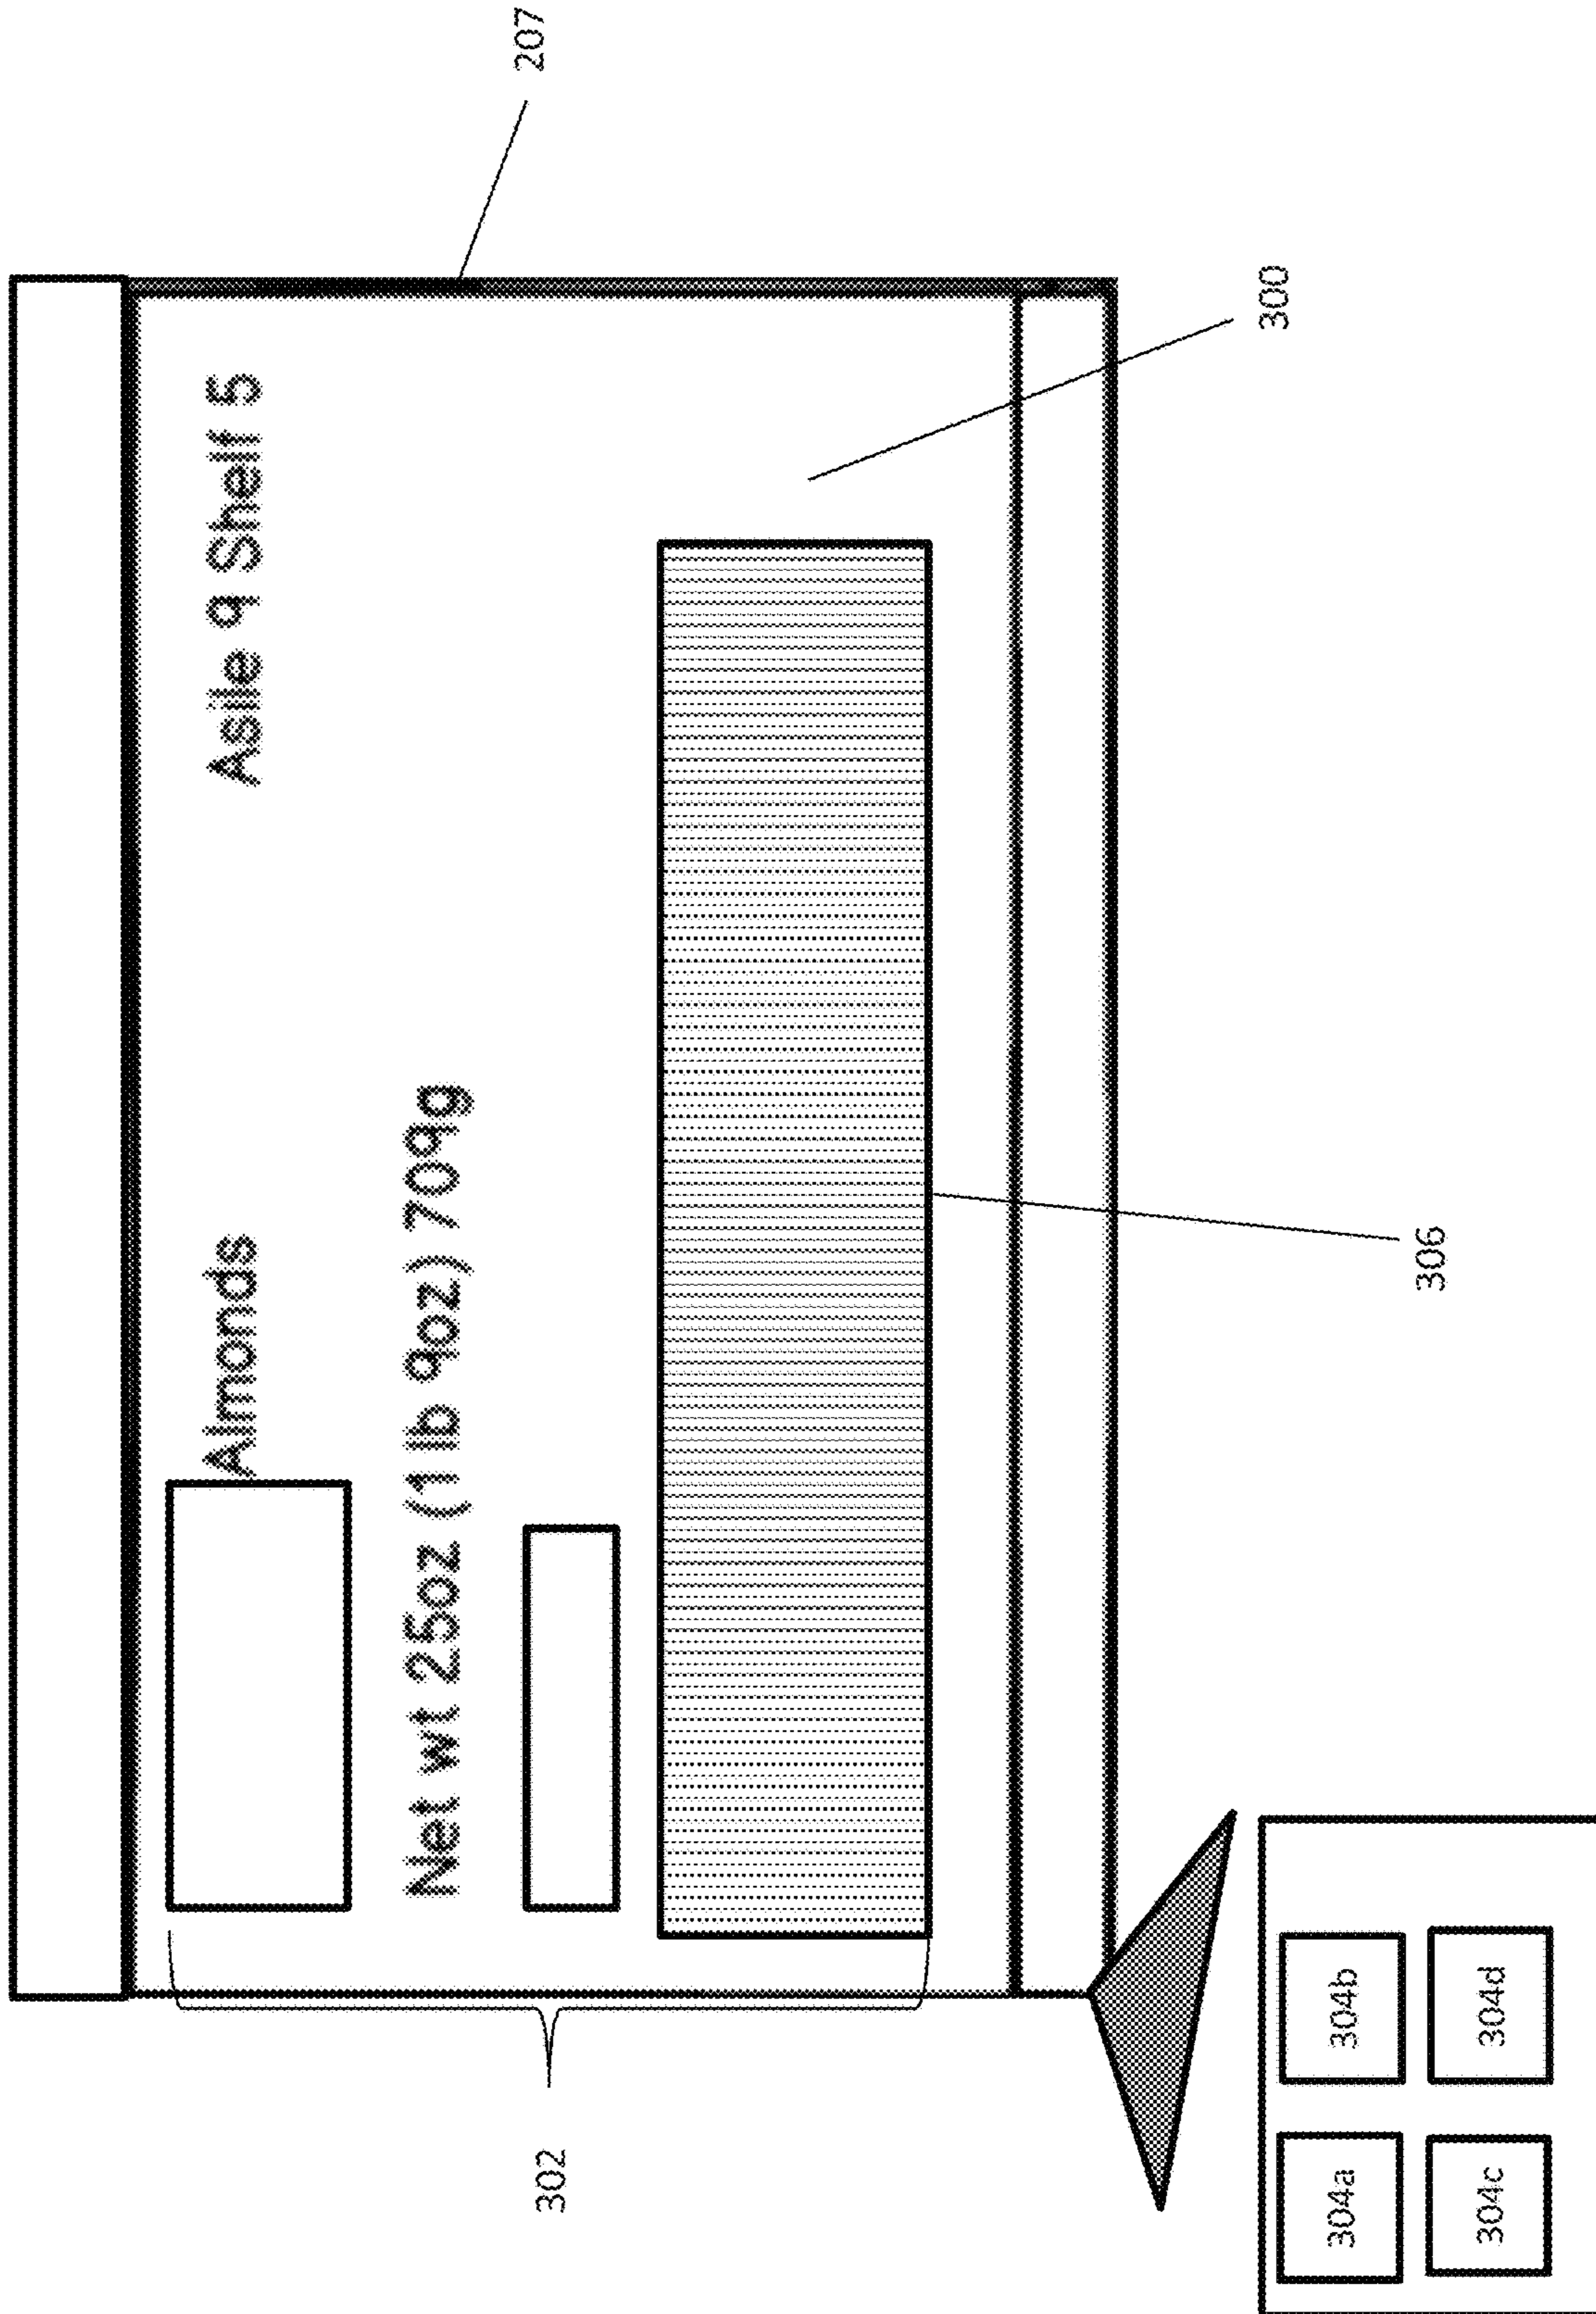 207
Almonds
Asile 9 Shelf 5
Net wt 25oz (1 lb 9oz) 709g
302
300
306
304a
304b
304c
304d